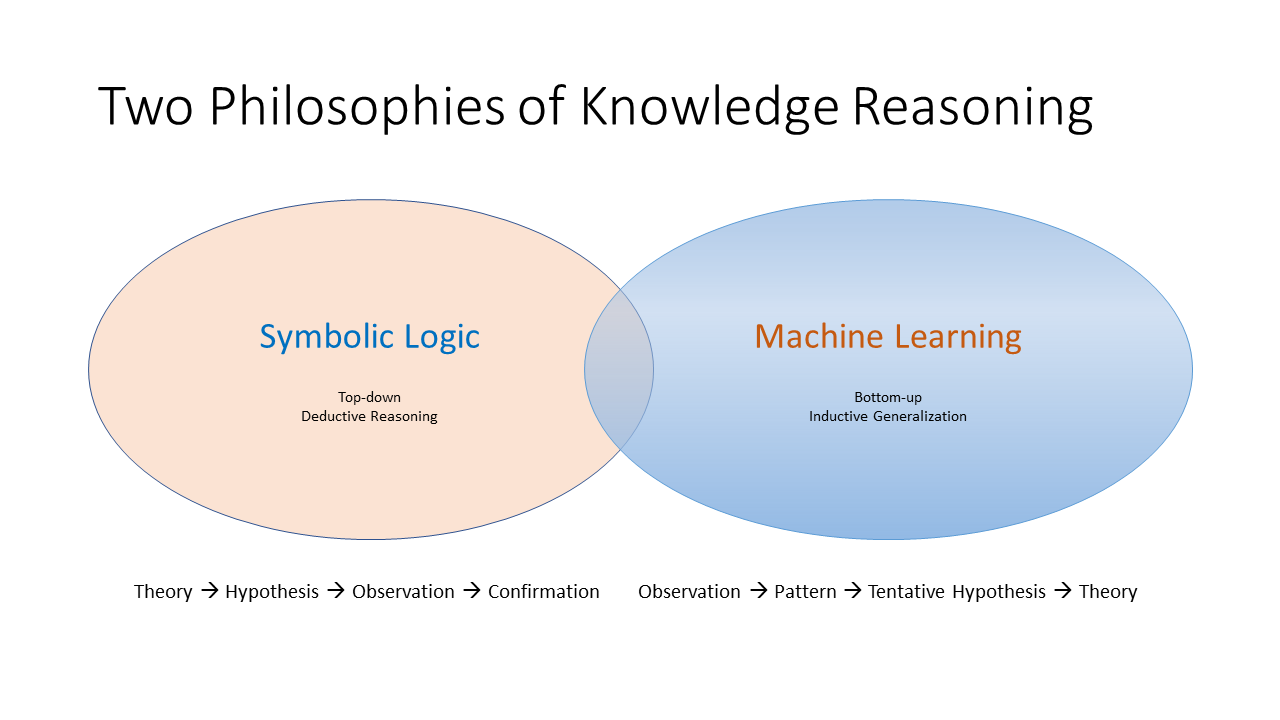 Two Philosophies of Knowledge Reasoning
Symbolic Logic
Top-down
Deductive Reasoning
Machine Learning
Bottom-up
Inductive Generalization
Theory → Hypothesis → Observation → Confirmation
Observation → Pattern → Tentative Hypothesis → Theory